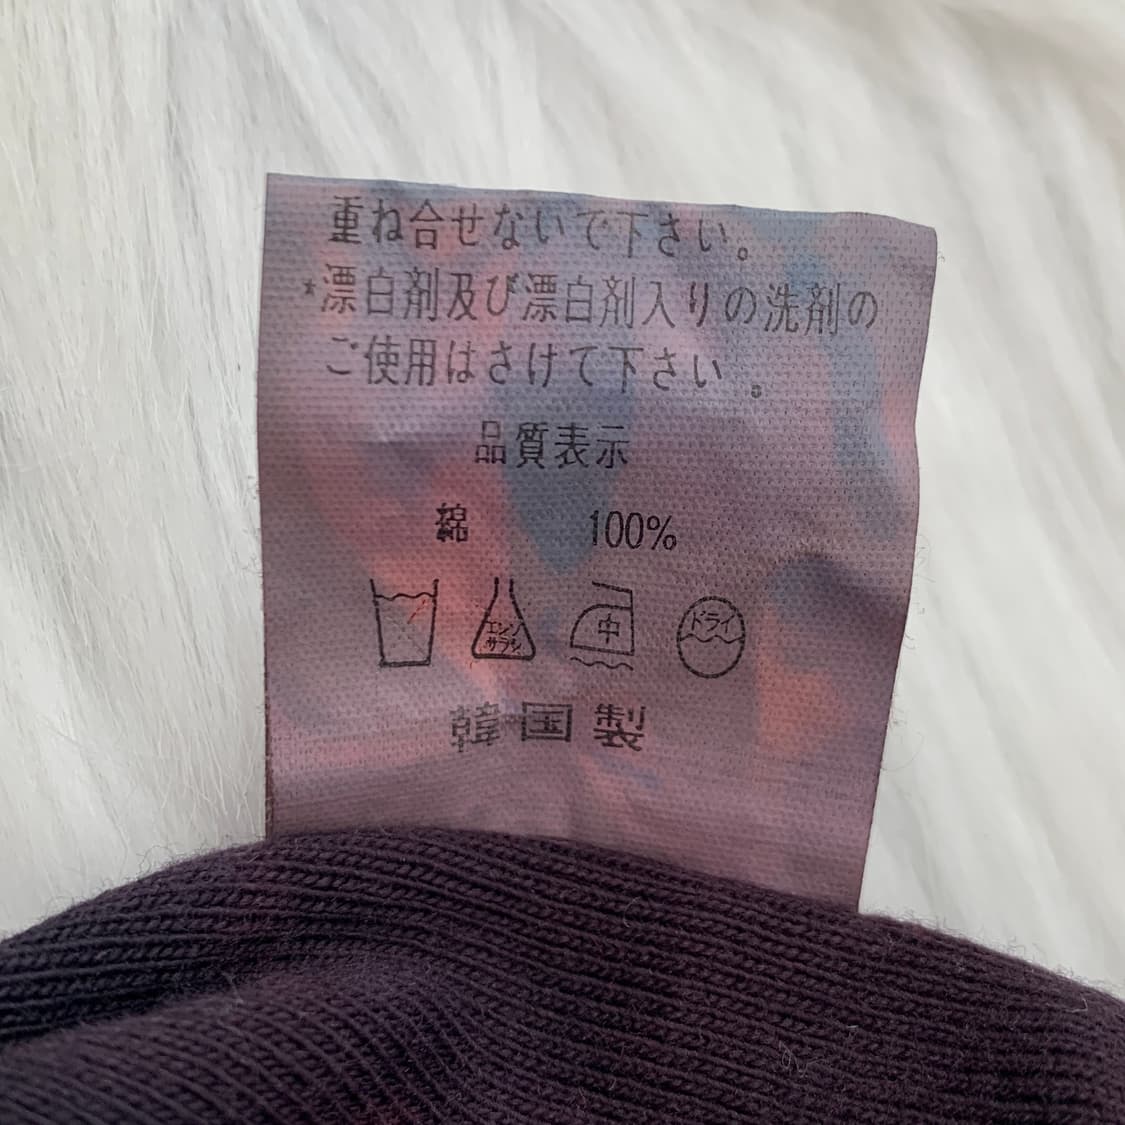 重ね合せないで下さい。
*漂白剤及び漂白剤入りの洗剤の
ご使用はさけて下さい。
品質表示
綿 100%
エンソ
サラシ
中
ドライ
韓国製